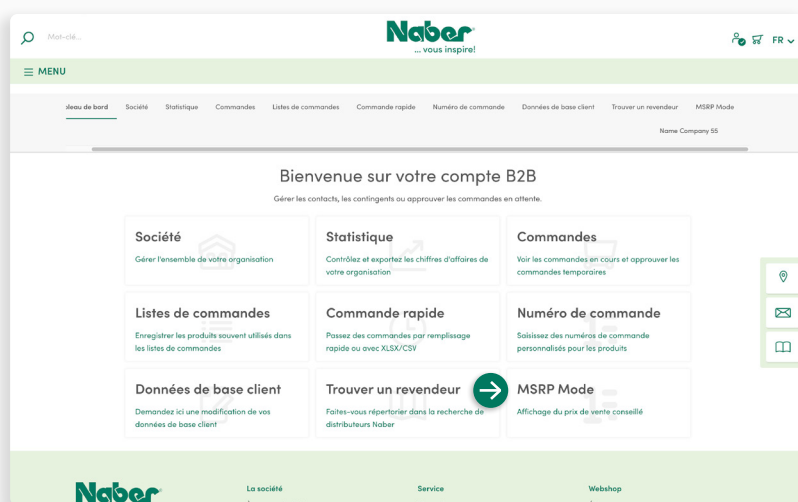 Mot-clé...
Naber
... vous inspire!
FR
MENU
bleau de bord Société Statistique Commandes Listes de commandes Commande rapide Numéro de commande Données de base client Trouver un revendeur MSRP Mode
Name Company 55
Bienvenue sur votre compte B2B
Gérer les contacts, les contingents ou approuver les commandes en attente.
Société
Gérer l'ensemble de votre organisation
Statistique
Contrôlez et exportez les chiffres d'affaires de
votre organisation
Commandes
Voir les commandes en cours et approuver les
commandes temporaires
Listes de commandes
Enregistrer les produits souvent utilisés dans
les listes de commandes
Commande rapide
Passez des commandes par remplissage
rapide ou avec XLSX/CSV
Numéro de commande
Saisissez des numéros de commande
personnalisés pour les produits
Données de base client
Demandez ici une modification de vos
données de base client
Trouver un revendeur
Faites-vous répertorier dans la recherche de
distributeurs Naber
MSRP Mode
Affichage du prix de vente conseillé
Naber
La société
Service
Webshop